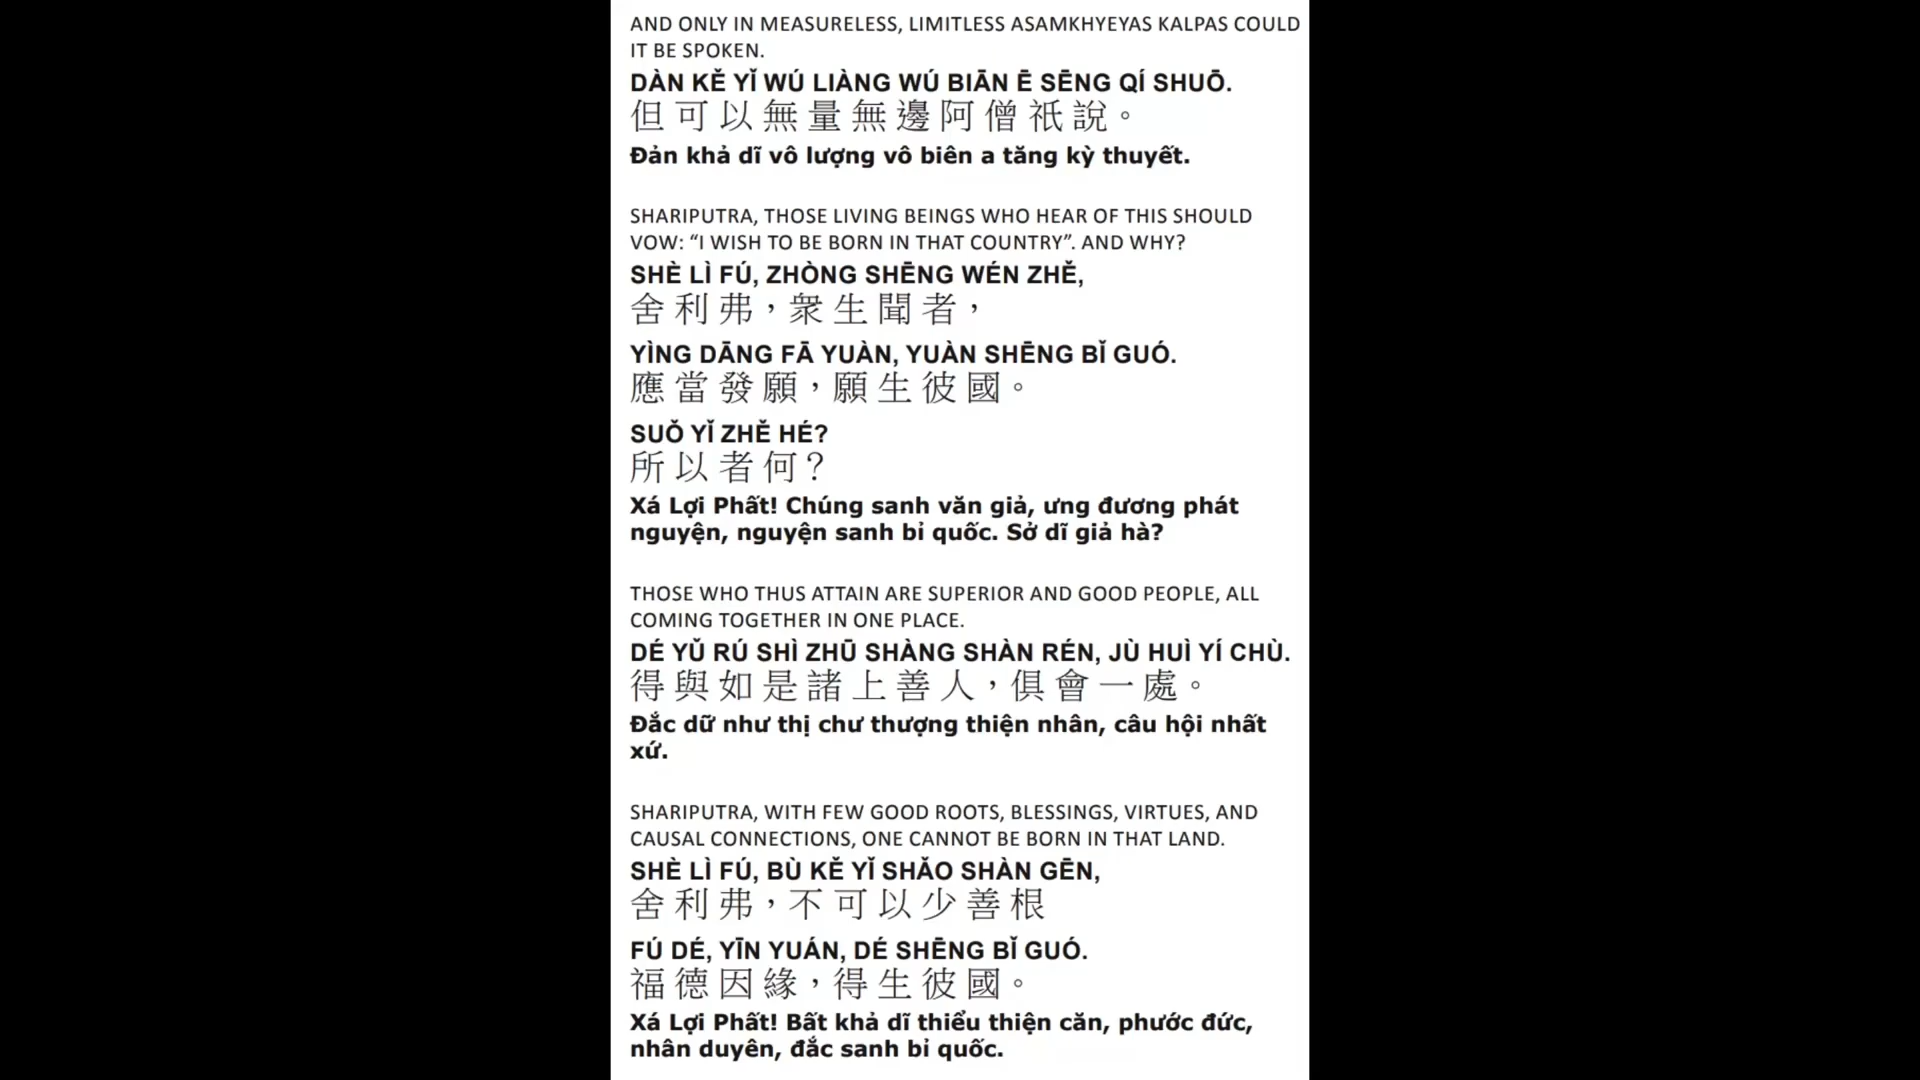 AND ONLY IN MEASURELESS, LIMITLESS ASAMKHYEYAS KALPAS COULD
IT BE SPOKEN.
DÀN KĚ YǏ WÚ LIÀNG WÚ BIĀN Ē SĒNG QÍ SHUŌ.
但可以無量無邊阿僧祇說。
Đản khả dĩ vô lượng vô biên a tăng kỳ thuyết.
SHARIPUTRA, THOSE LIVING BEINGS WHO HEAR OF THIS SHOULD
VOW: “I WISH TO BE BORN IN THAT COUNTRY”. AND WHY?
SHÈ LÌ FÚ, ZHÒNG SHĒNG WÉN ZHĚ,
舍利弗，衆生聞者，
YÌNG DĀNG FĀ YUÀN, YUÀN SHĒNG BǏ GUÓ.
應當發願，願生彼國。
SUǑ YǏ ZHĚ HÉ?
所以者何？
Xá Lợi Phất! Chúng sanh văn giả, ưng đương phát
nguyện, nguyện sanh bỉ quốc. Sở dĩ giả hà?
THOSE WHO THUS ATTAIN ARE SUPERIOR AND GOOD PEOPLE, ALL
COMING TOGETHER IN ONE PLACE.
DÉ YǓ RÚ SHÌ ZHŪ SHÀNG SHÀN RÉN, JÙ HUÌ YÍ CHÙ.
得與如是諸上善人，俱會一處。
Đắc dữ như thị chư thượng thiện nhân, câu hội nhất
xứ.
SHARIPUTRA, WITH FEW GOOD ROOTS, BLESSINGS, VIRTUES, AND
CAUSAL CONNECTIONS, ONE CANNOT BE BORN IN THAT LAND.
SHÈ LÌ FÚ, BÙ KĚ YǏ SHǍO SHÀN GĒN,
舍利弗，不可以少善根
FÚ DÉ, YĪN YUÁN, DÉ SHĒNG BǏ GUÓ.
福德因緣，得生彼國。
Xá Lợi Phất! Bất khả dĩ thiểu thiện căn, phước đức,
nhân duyên, đắc sanh bỉ quốc.